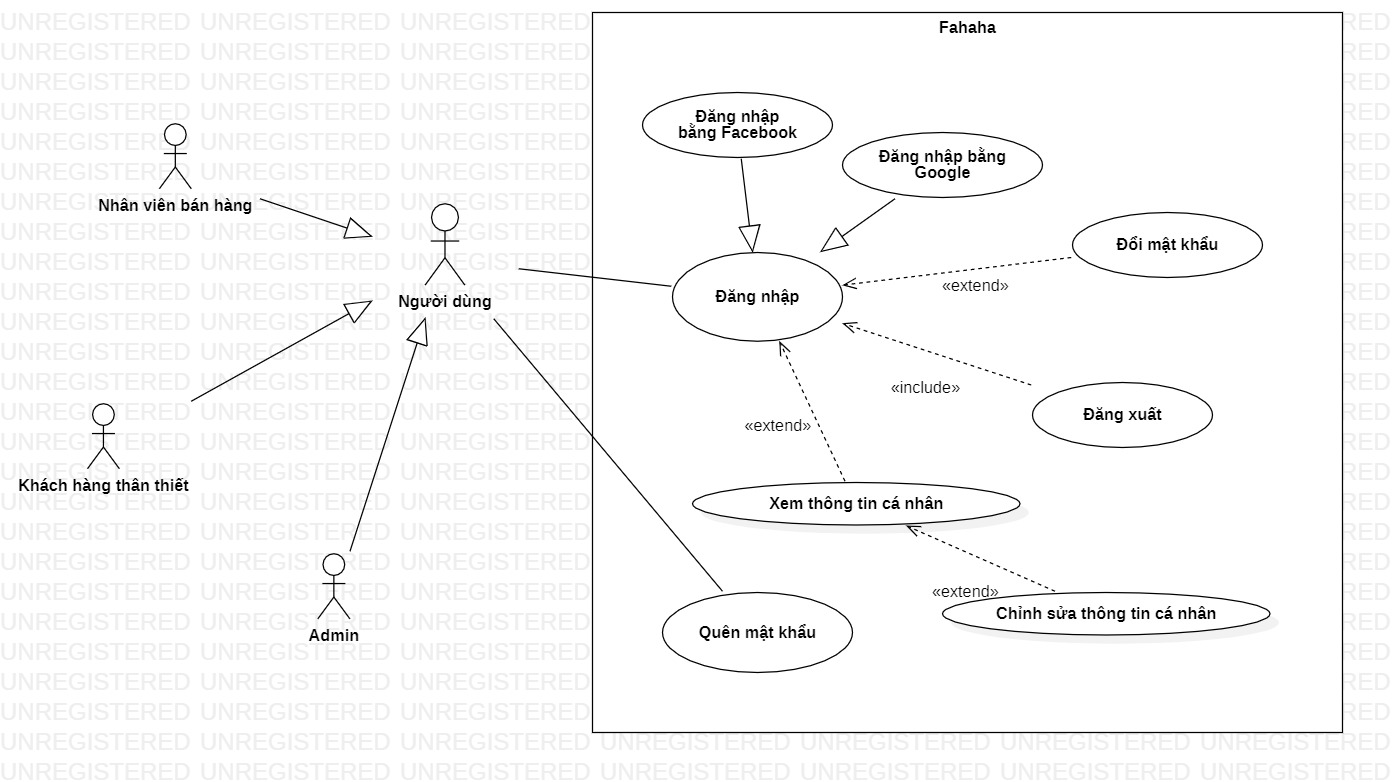 Fahaha
Đăng nhập
bằng Facebook
Đăng nhập bằng
Google
Nhân viên bán hàng
Đổi mật khẩu
«extend»
Người dùng
Đăng nhập
«include»
Đăng xuất
«extend»
Khách hàng thân thiết
Xem thông tin cá nhân
«extend»
Chỉnh sửa thông tin cá nhân
Admin
Quên mật khẩu
UNREGISTERED